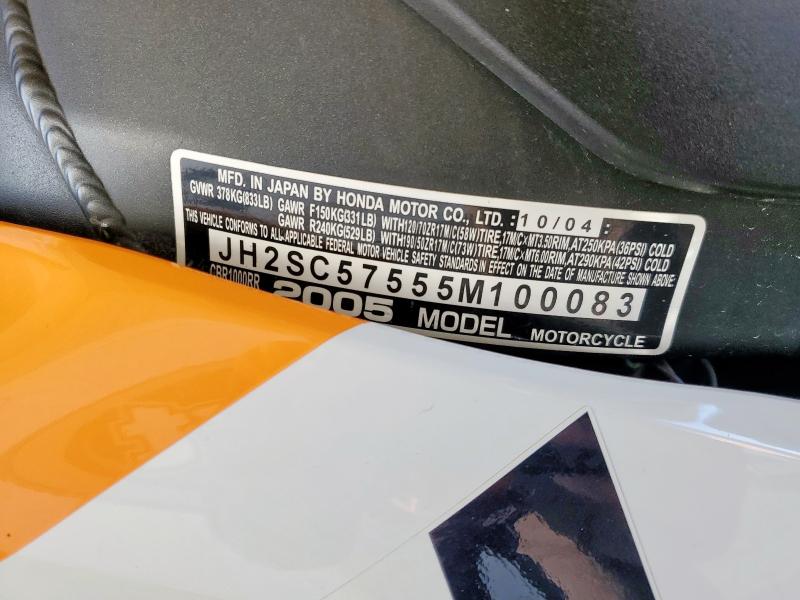 MFD. IN JAPAN BY HONDA MOTOR CO., LTD. :10/04:
GVWR 378KG(833LB) GAWR F150KG(331LB) WITH120/70ZR17M/C(58W)TIRE,17MC×MT3.50RIM,AT250KPA (36PSI) COLD
GAWR R240KG(529LB) WITH190/50ZR17M/C(73W)TIRE,17MC×MT6.00RIM,AT290KPA (42PSI) COLD
THIS VEHICLE CONFORMS TO ALL APPLICABLE FEDERAL MOTOR VEHICLE SAFETY STANDARDS IN EFFECT ON THE DATE OF MANUFACTURE SHOWN ABOVE
JH2SC57555M100083
CBR1000RR 2005 MODEL MOTORCYCLE